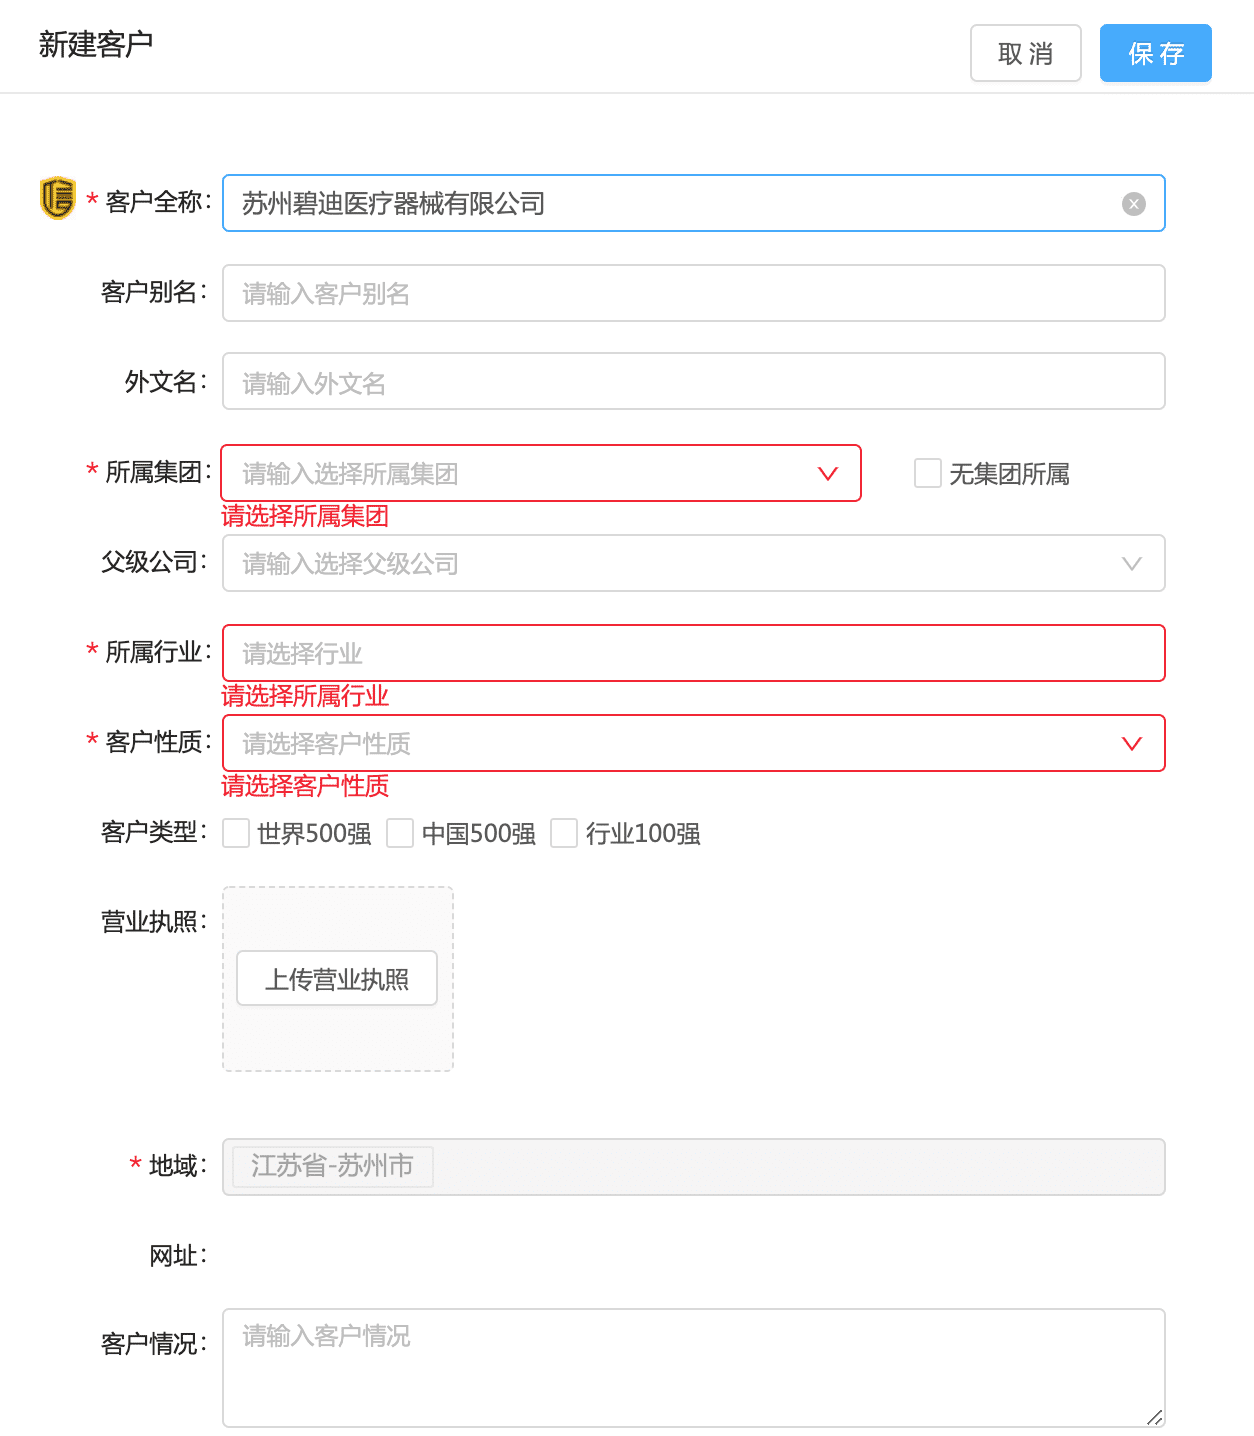 新建客户
取 消
保 存
* 客户全称： 苏州碧迪医疗器械有限公司
客户别名： 请输入客户别名
外文名： 请输入外文名
* 所属集团： 请输入选择所属集团 无集团所属
请选择所属集团
父级公司： 请输入选择父级公司
* 所属行业： 请选择行业
请选择所属行业
* 客户性质： 请选择客户性质
请选择客户性质
客户类型： 世界500强 中国500强 行业100强
营业执照：
上传营业执照
* 地域： 江苏省-苏州市
网址：
客户情况： 请输入客户情况